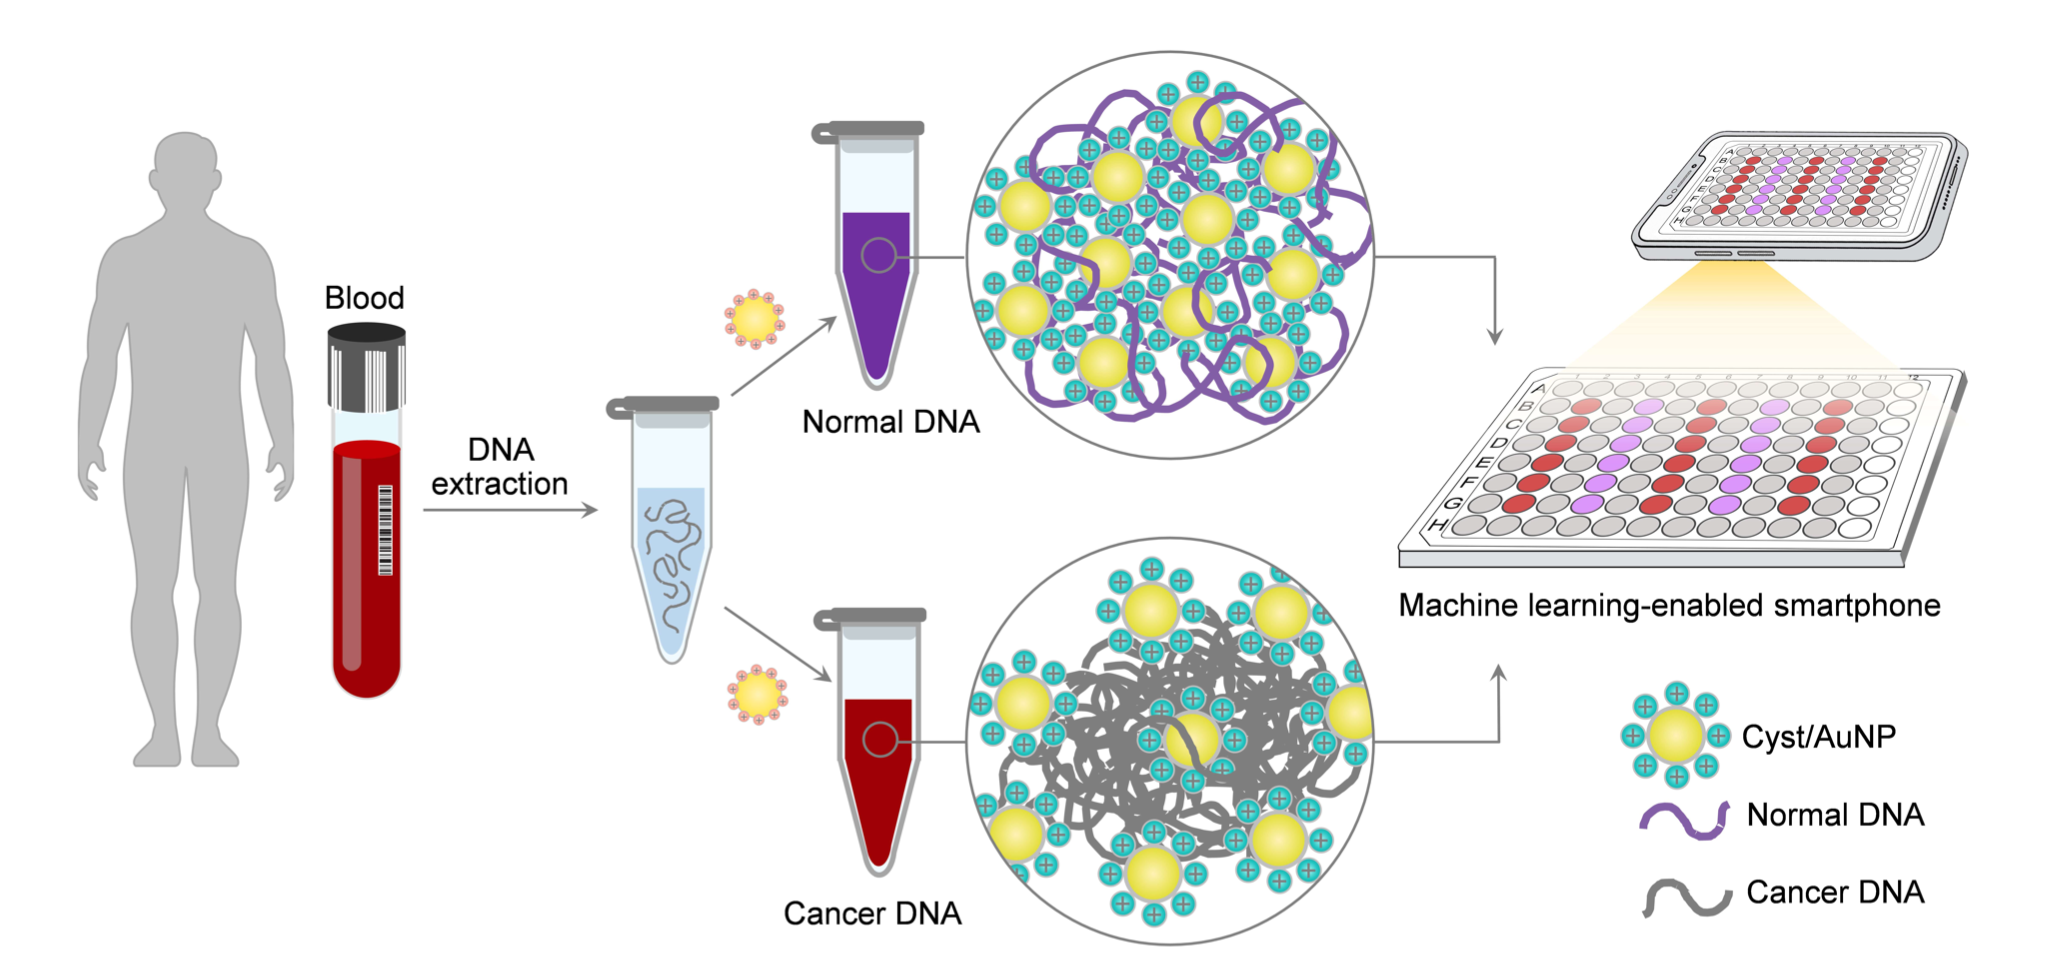 Blood
DNA
extraction
Normal DNA
Cancer DNA
A
B
C
D
E
F
G
H
1 2 3 4 5 6 7 8 9 10 11 12
A
B
C
D
E
F
G
H
Machine learning-enabled smartphone
Cyst/AuNP
Normal DNA
Cancer DNA